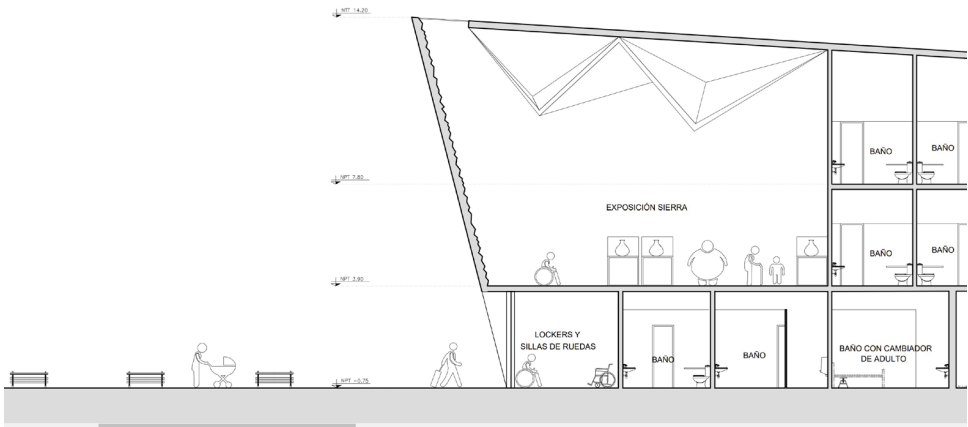 NPT 14.20
BAÑO
BAÑO
NPT 7.80
EXPOSICIÓN SIERRA
BAÑO
BAÑO
NPT 3.90
LOCKERS Y
SILLAS DE RUEDAS
BAÑO
BAÑO
BAÑO CON CAMBIADOR
DE ADULTO
NPT -0.75